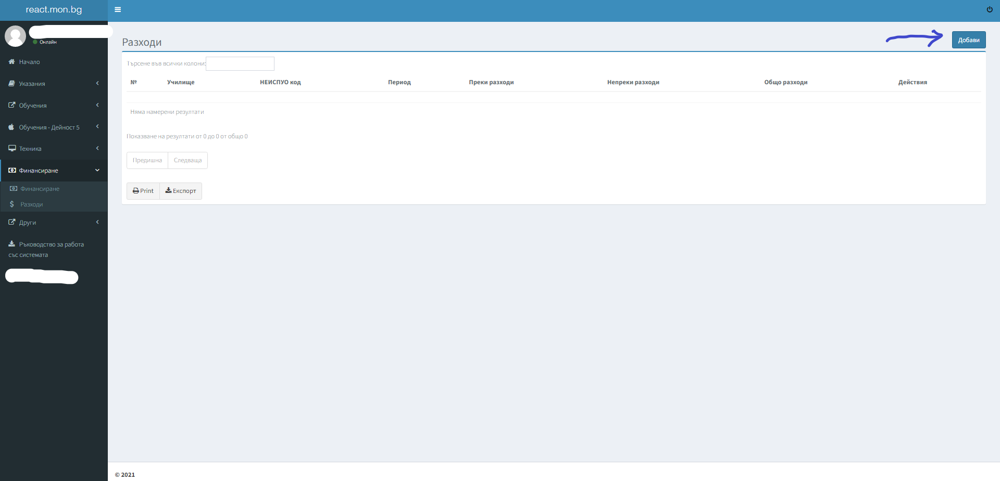 react.mon.bg
Онлайн
Начало
Указания
Обучения
Обучения - Дейност 5
Техника
Финансиране
Финансиране
Разходи
Други
Ръководство за работа
със системата
Разходи
Добави
Търсене във всички колони:
№ Училище НЕИСПУО код Период Преки разходи Непреки разходи Общо разходи Действия
Няма намерени резултати
Показване на резултати от 0 до 0 от общо 0
Предишна Следваща
Print Експорт
© 2021